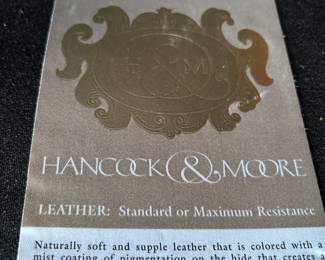 H & M
HANCOCK & MOORE
LEATHER: Standard or Maximum Resistance
Naturally soft and supple leather that is colored with a
mist coating of pigmentation on the hide that creates a